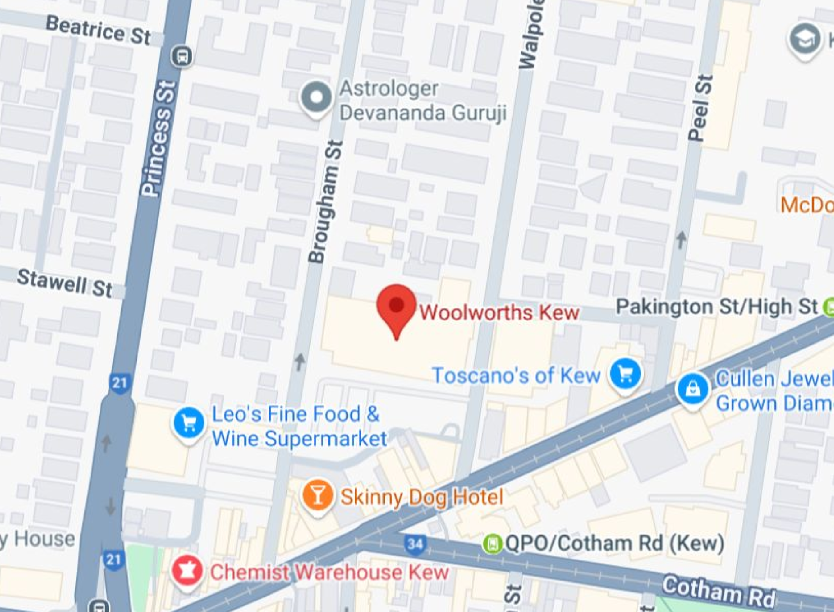 Beatrice St
Walpole
K
Princess St
Astrologer
Devananda Guruji
Peel St
Brougham St
McDo
Stawell St
Woolworths Kew
Pakington St/High St
Toscano's of Kew
21
Cullen Jewel
Grown Diam
Leo's Fine Food &
Wine Supermarket
Skinny Dog Hotel
y House
21
34
QPO/Cotham Rd (Kew)
Chemist Warehouse Kew
g St
Cotham Rd
t